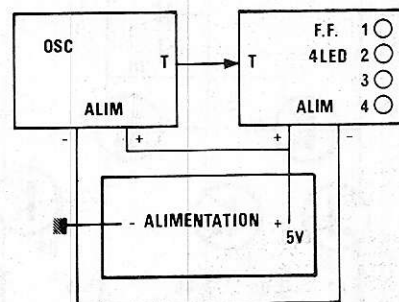 OSC
T
ALIM
- +
F.F. 1
4LED 2
T
3
ALIM 4
+ -
- ALIMENTATION +
5V